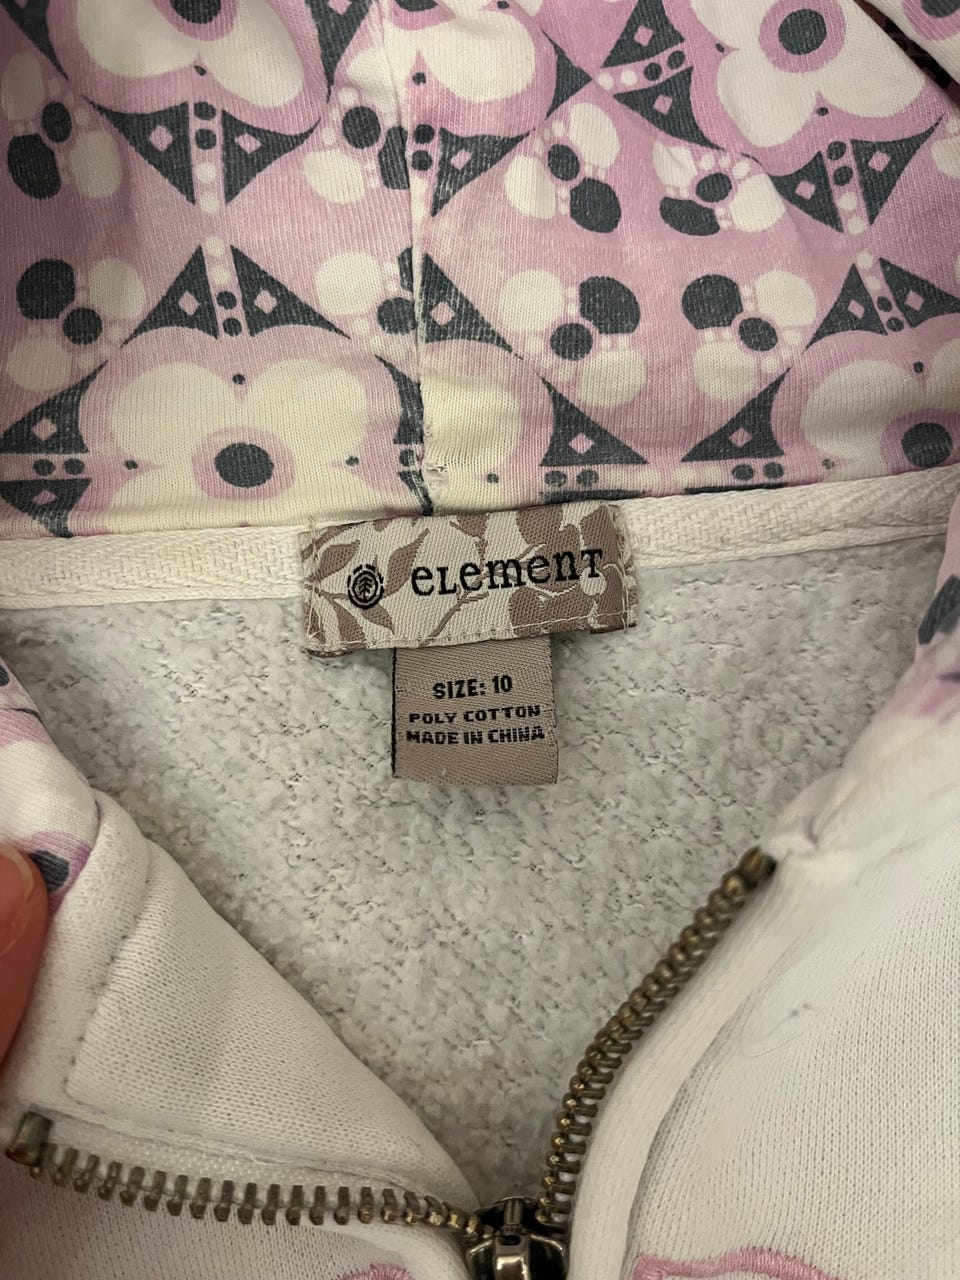 eLemenT
SIZE: 10
POLY COTTON
MADE IN CHINA